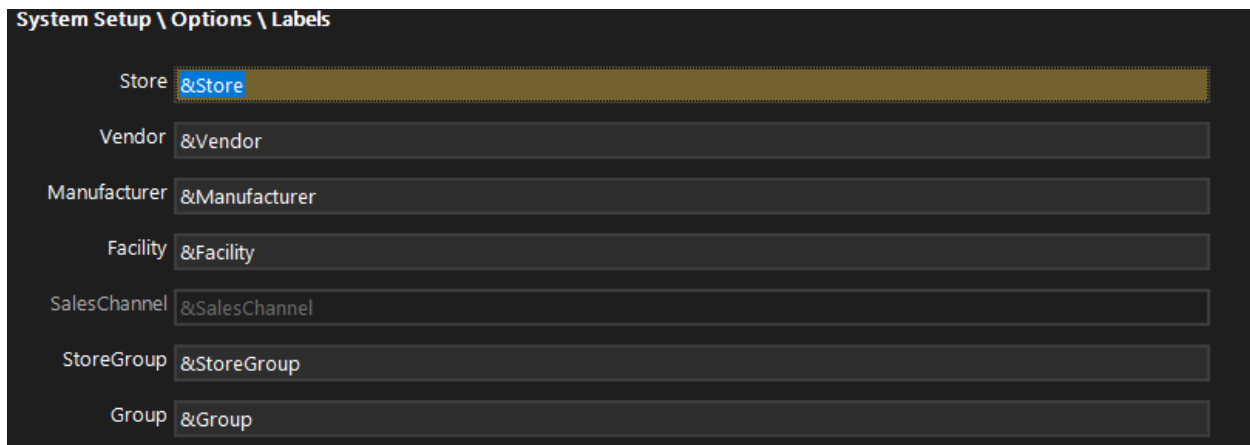 System Setup \ Options \ Labels
Store &Store
Vendor &Vendor
Manufacturer &Manufacturer
Facility &Facility
SalesChannel &SalesChannel
StoreGroup &StoreGroup
Group &Group